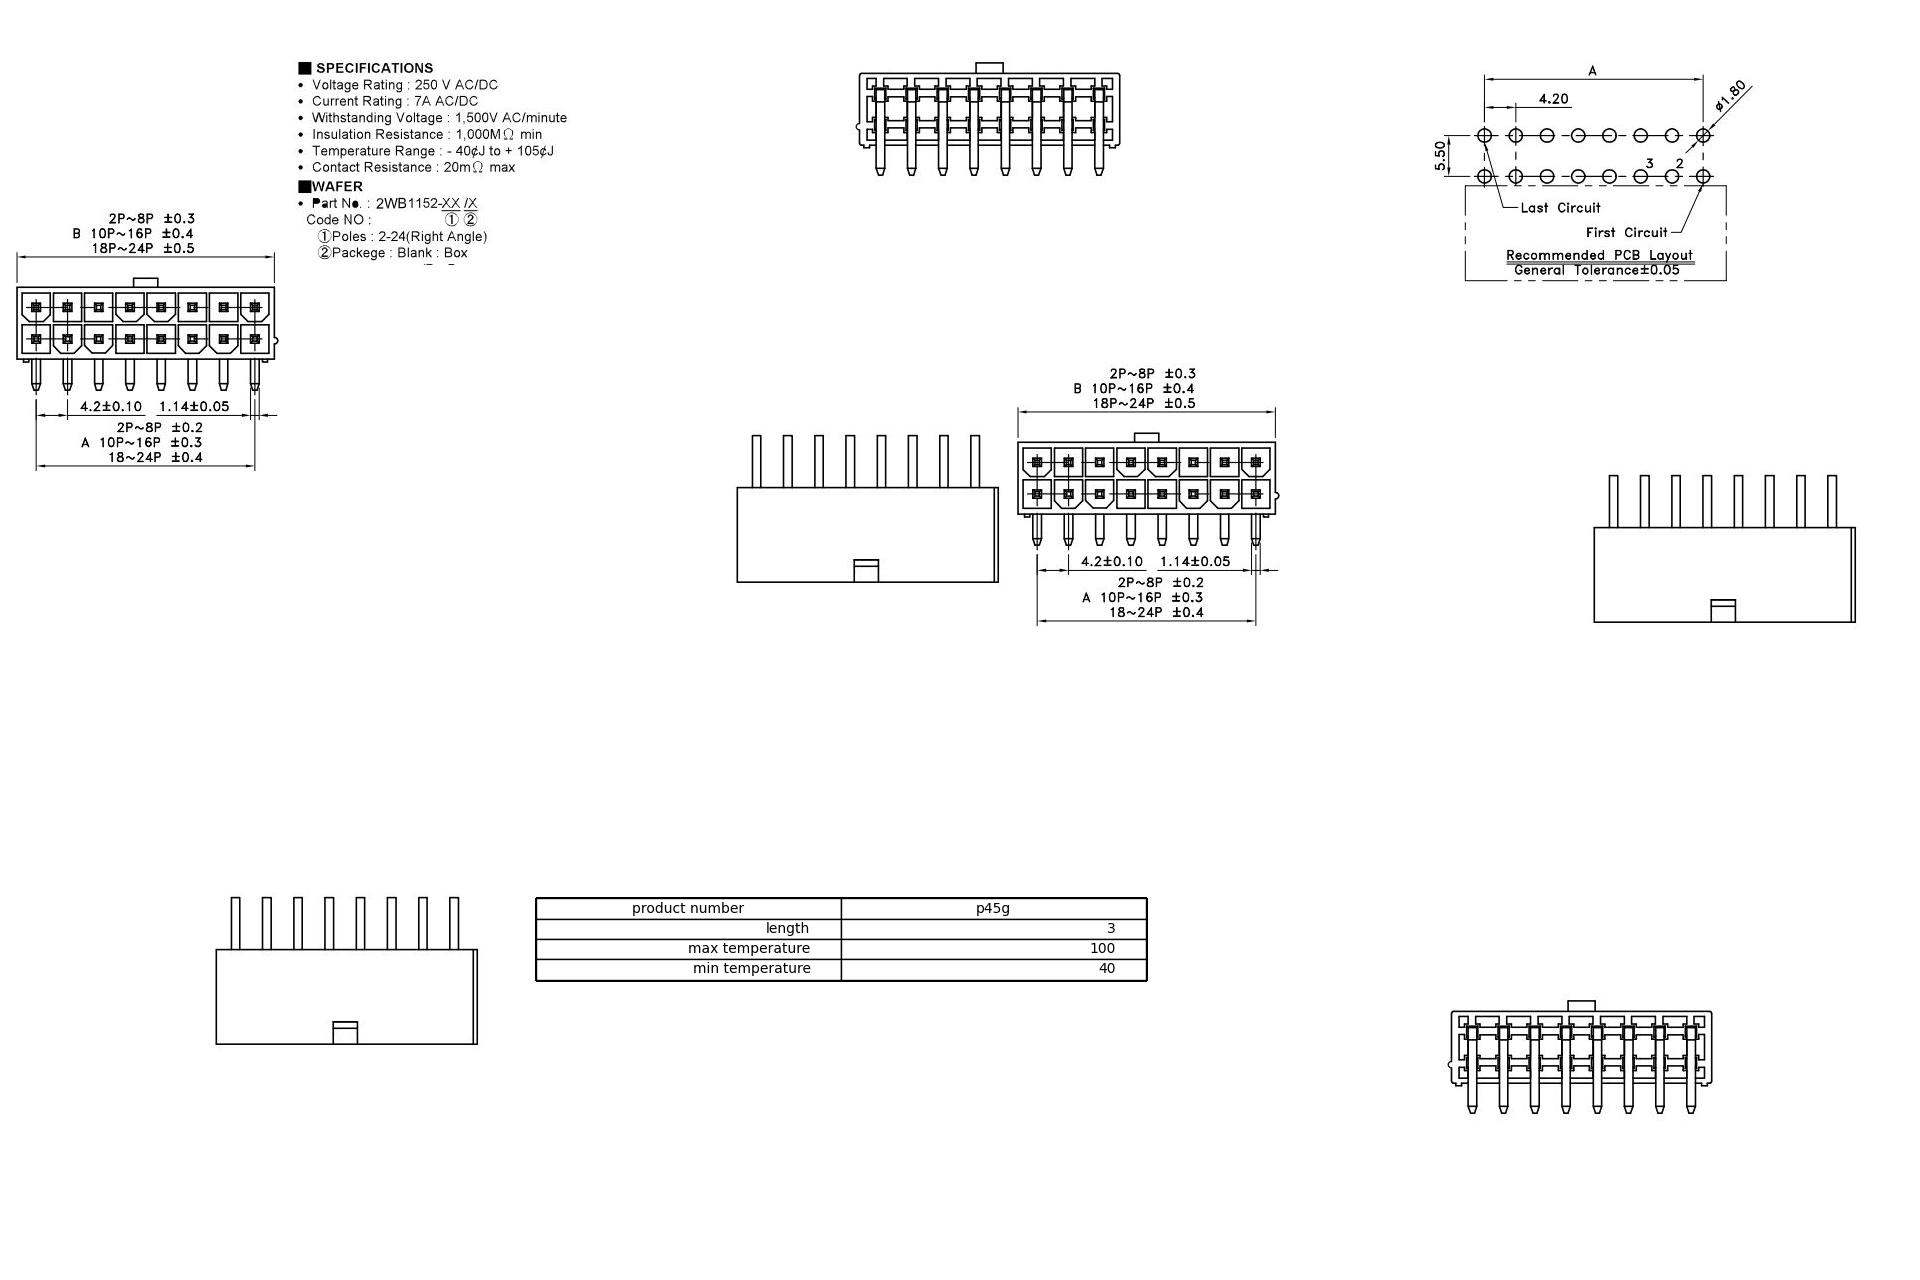 ■ SPECIFICATIONS
• Voltage Rating : 250 V AC/DC
• Current Rating : 7A AC/DC
• Withstanding Voltage : 1,500V AC/minute
• Insulation Resistance : 1,000MΩ min
• Temperature Range : - 40¢J to + 105¢J
• Contact Resistance : 20mΩ max
■WAFER
• Part No. : 2WB1152-XX /X
Code NO : ① ②
①Poles : 2-24(Right Angle)
②Packege : Blank : Box
2P~8P ±0.3
B 10P~16P ±0.4
18P~24P ±0.5
4.2±0.10 1.14±0.05
2P~8P ±0.2
A 10P~16P ±0.3
18~24P ±0.4
A
4.20
ø1.80
5.50
3 2
Last Circuit
First Circuit
Recommended PCB Layout
General Tolerance±0.05
2P~8P ±0.3
B 10P~16P ±0.4
18P~24P ±0.5
4.2±0.10 1.14±0.05
2P~8P ±0.2
A 10P~16P ±0.3
18~24P ±0.4
product number p45g
length 3
max temperature 100
min temperature 40